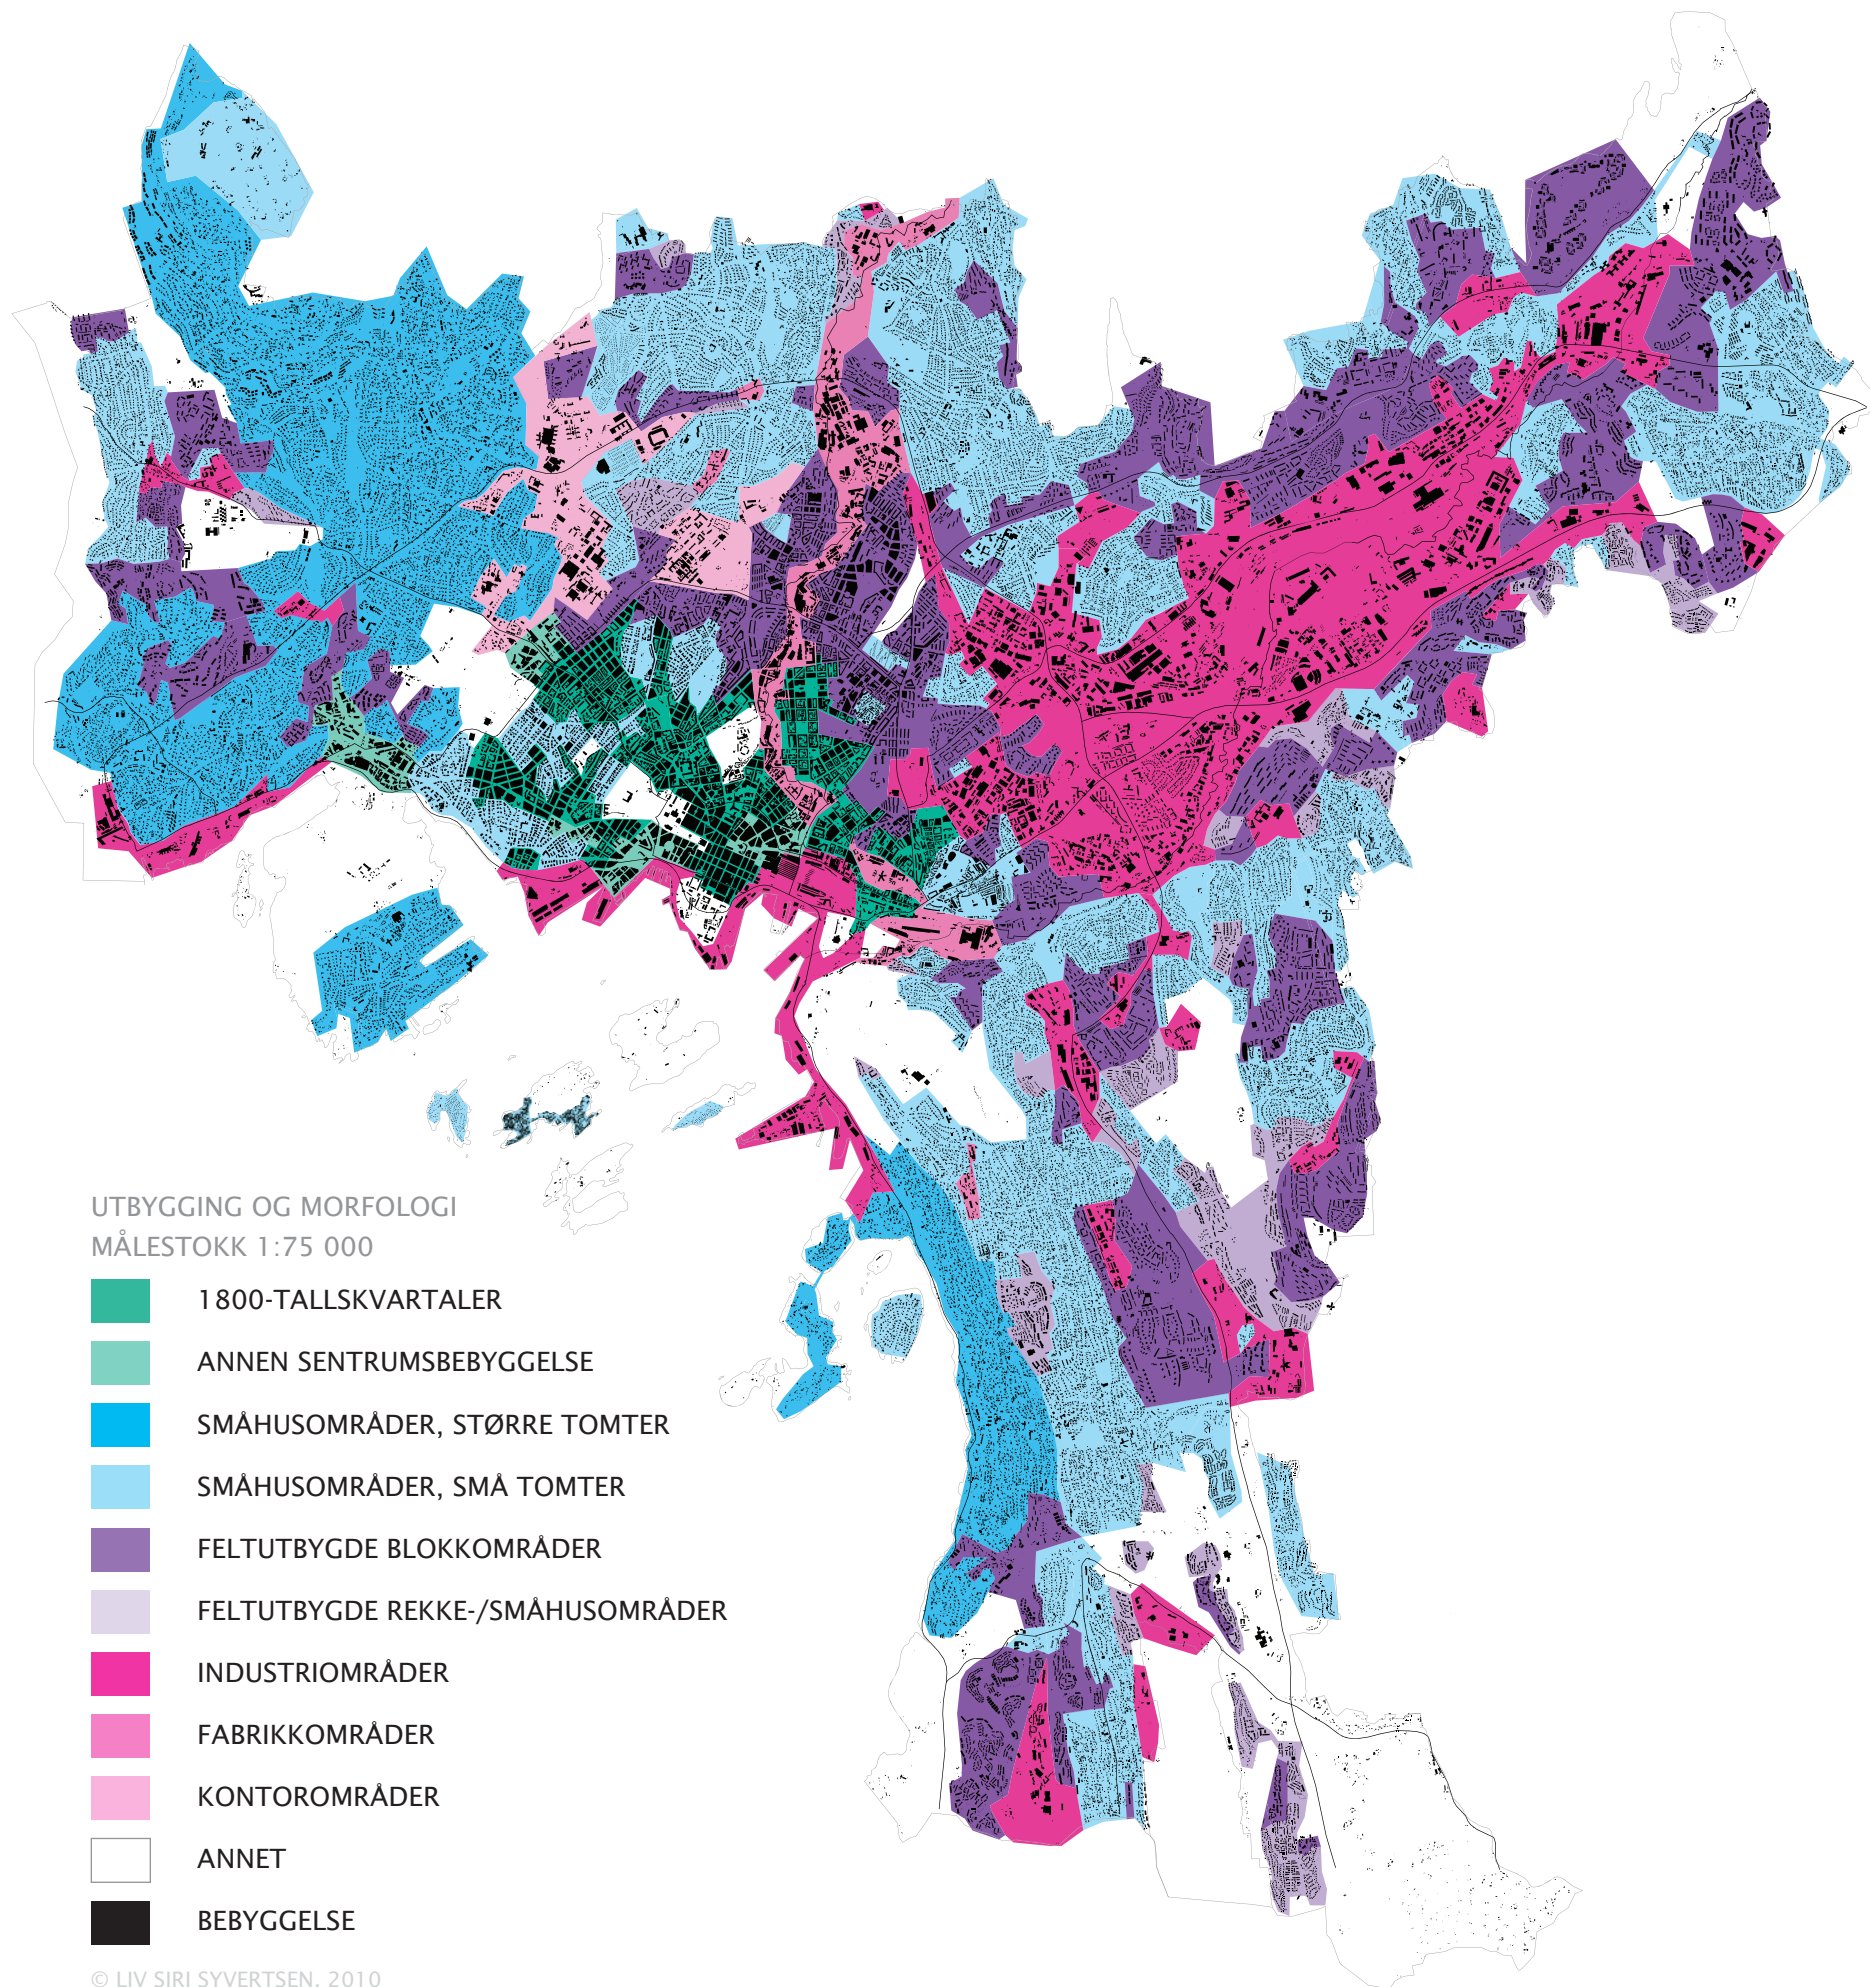 UTBYGGING OG MORFOLOGI
MÅLESTOKK 1:75 000
1800-TALLSKVARTALER
ANNEN SENTRUMSBEBYGGELSE
SMÅHUSOMRÅDER, STØRRE TOMTER
SMÅHUSOMRÅDER, SMÅ TOMTER
FELTUTBYGDE BLOKKOMRÅDER
FELTUTBYGDE REKKE-/SMÅHUSOMRÅDER
INDUSTRIOMRÅDER
FABRIKKOMRÅDER
KONTOROMRÅDER
ANNET
BEBYGGELSE
© LIV SIRI SYVERTSEN. 2010